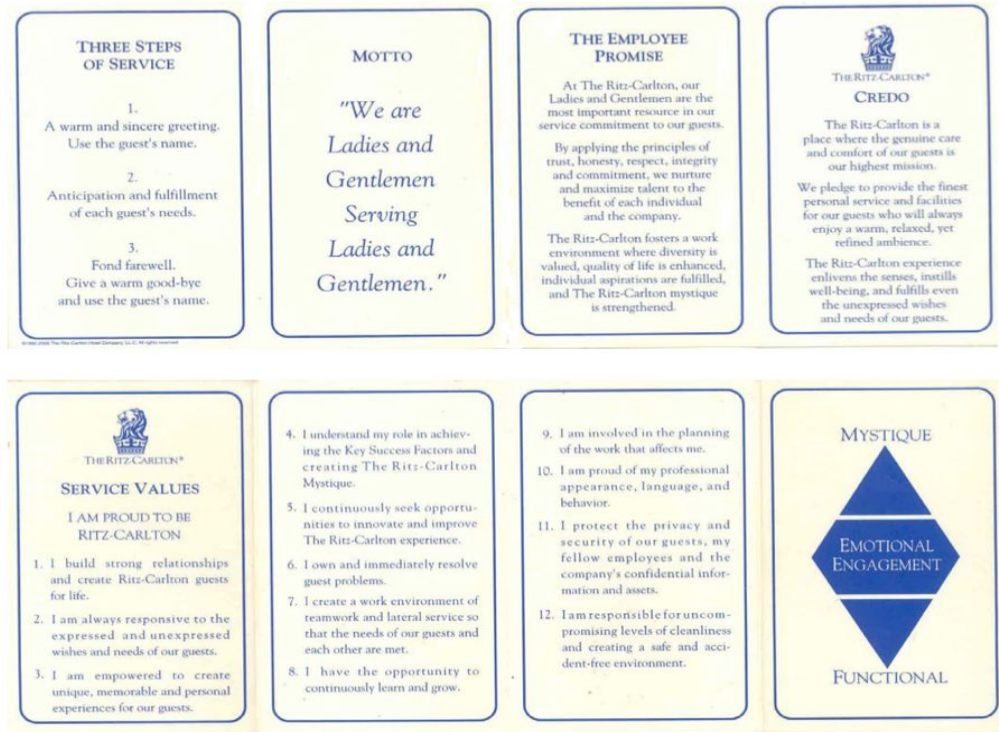 THREE STEPS
OF SERVICE
1.
A warm and sincere greeting.
Use the guest's name.
2.
Anticipation and fulfillment
of each guest's needs.
3.
Fond farewell.
Give a warm good-bye
and use the guest's name.
MOTTO
"We are
Ladies and
Gentlemen
Serving
Ladies and
Gentlemen."
THE EMPLOYEE
PROMISE
At The Ritz-Carlton, our
Ladies and Gentlemen are the
most important resource in our
service commitment to our guests.
By applying the principles of
trust, honesty, respect, integrity
and commitment, we nurture
and maximize talent to the
benefit of each individual
and the company.
The Ritz-Carlton fosters a work
environment where diversity is
valued, quality of life is enhanced,
individual aspirations are fulfilled,
and The Ritz-Carlton mystique
is strengthened.
THE RITZ-CARLTON®
CREDO
The Ritz-Carlton is a
place where the genuine care
and comfort of our guests is
our highest mission.
We pledge to provide the finest
personal service and facilities
for our guests who will always
enjoy a warm, relaxed, yet
refined ambience.
The Ritz-Carlton experience
enlivens the senses, instills
well-being, and fulfills even
the unexpressed wishes
and needs of our guests.
The Ritz-Carlton Hotel Company, LLC. All rights reserved
THE RITZ-CARLTON®
SERVICE VALUES
I AM PROUD TO BE
RITZ-CARLTON
1. I build strong relationships
and create Ritz-Carlton guests
for life.
2. I am always responsive to the
expressed and unexpressed
wishes and needs of our guests.
3. I am empowered to create
unique, memorable and personal
experiences for our guests.
4. I understand my role in achiev-
ing the Key Success Factors and
creating The Ritz-Carlton
Mystique.
5. I continuously seek opportu-
nities to innovate and improve
The Ritz-Carlton experience.
6. I own and immediately resolve
guest problems.
7. I create a work environment of
teamwork and lateral service so
that the needs of our guests and
each other are met.
8. I have the opportunity to
continuously learn and grow.
9. I am involved in the planning
of the work that affects me.
10. I am proud of my professional
appearance, language, and
behavior.
11. I protect the privacy and
security of our guests, my
fellow employees and the
company's confidential infor-
mation and assets.
12. I am responsible for uncom-
promising levels of cleanliness
and creating a safe and acci-
dent-free environment.
MYSTIQUE
EMOTIONAL
ENGAGEMENT
FUNCTIONAL